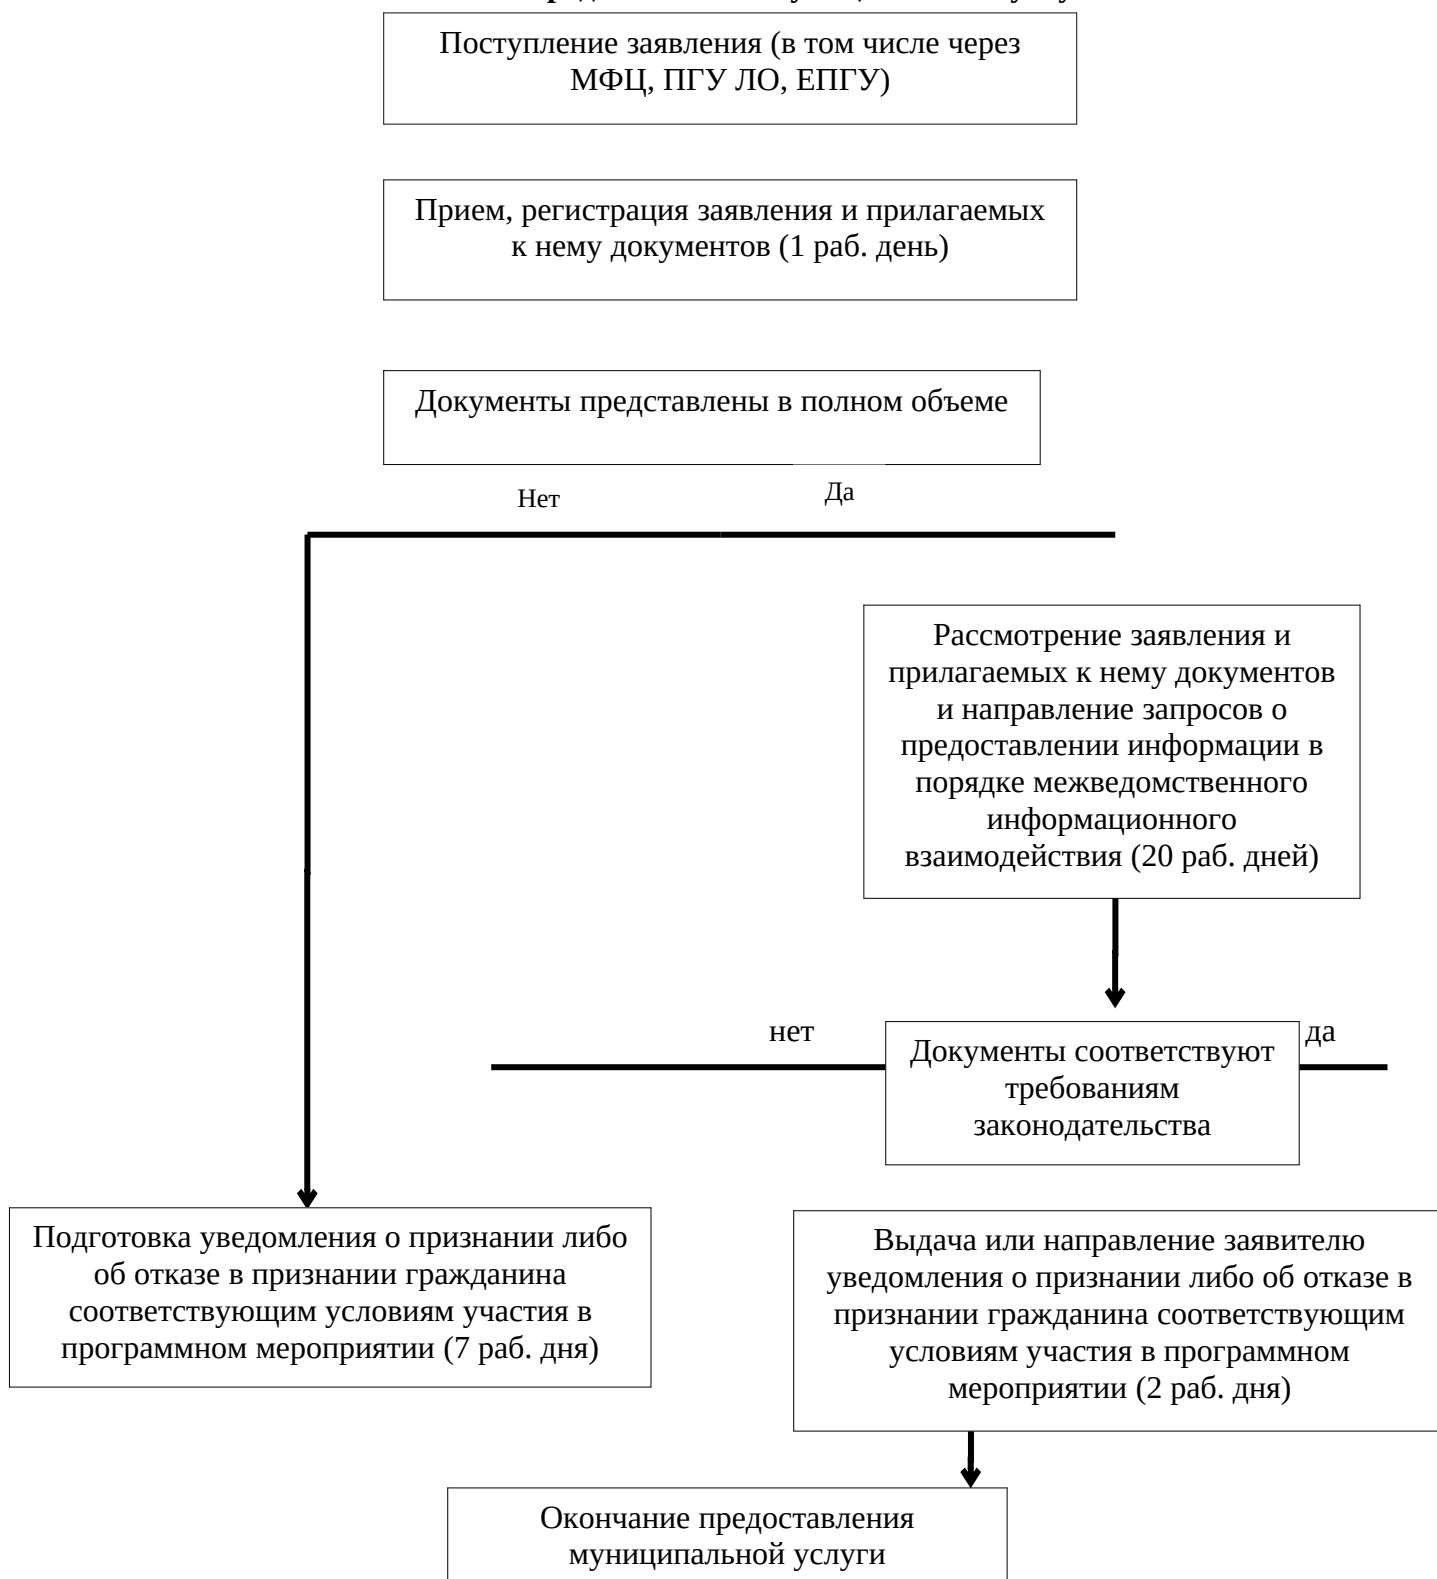 Поступление заявления (в том числе через
МФЦ, ПГУ ЛО, ЕПГУ)
Прием, регистрация заявления и прилагаемых
к нему документов (1 раб. день)
Документы представлены в полном объеме
Нет
Да
Рассмотрение заявления и
прилагаемых к нему документов
и направление запросов о
предоставлении информации в
порядке межведомственного
информационного
взаимодействия (20 раб. дней)
нет
да
Документы соответствуют
требованиям
законодательства
Подготовка уведомления о признании либо
об отказе в признании гражданина
соответствующим условиям участия в
программном мероприятии (7 раб. дня)
Выдача или направление заявителю
уведомления о признании либо об отказе в
признании гражданина соответствующим
условиям участия в программном
мероприятии (2 раб. дня)
Окончание предоставления
муниципальной услуги